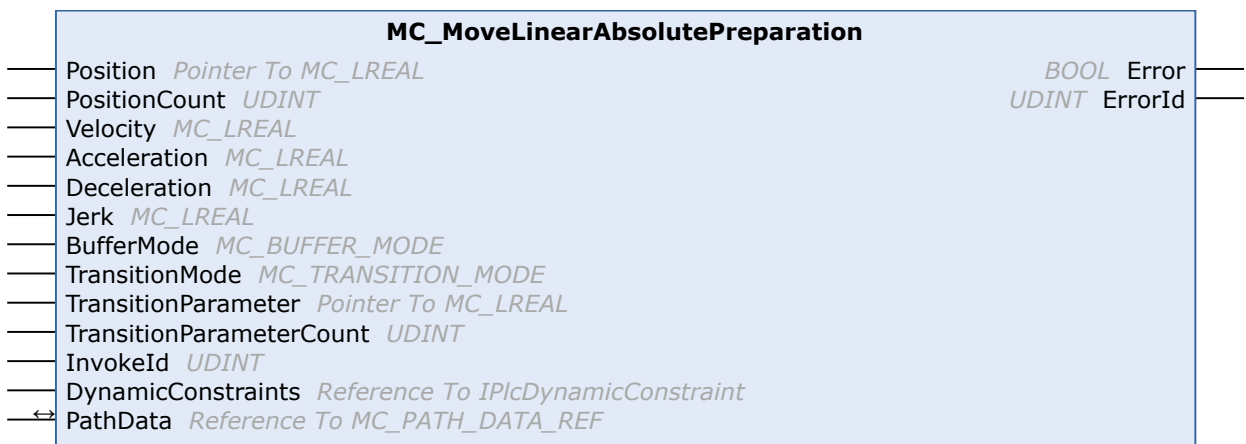 MC_MoveLinearAbsolutePreparation
Position Pointer To MC_LREAL BOOL Error
PositionCount UDINT UDINT ErrorId
Velocity MC_LREAL
Acceleration MC_LREAL
Deceleration MC_LREAL
Jerk MC_LREAL
BufferMode MC_BUFFER_MODE
TransitionMode MC_TRANSITION_MODE
TransitionParameter Pointer To MC_LREAL
TransitionParameterCount UDINT
InvokeId UDINT
DynamicConstraints Reference To IPlcDynamicConstraint
PathData Reference To MC_PATH_DATA_REF